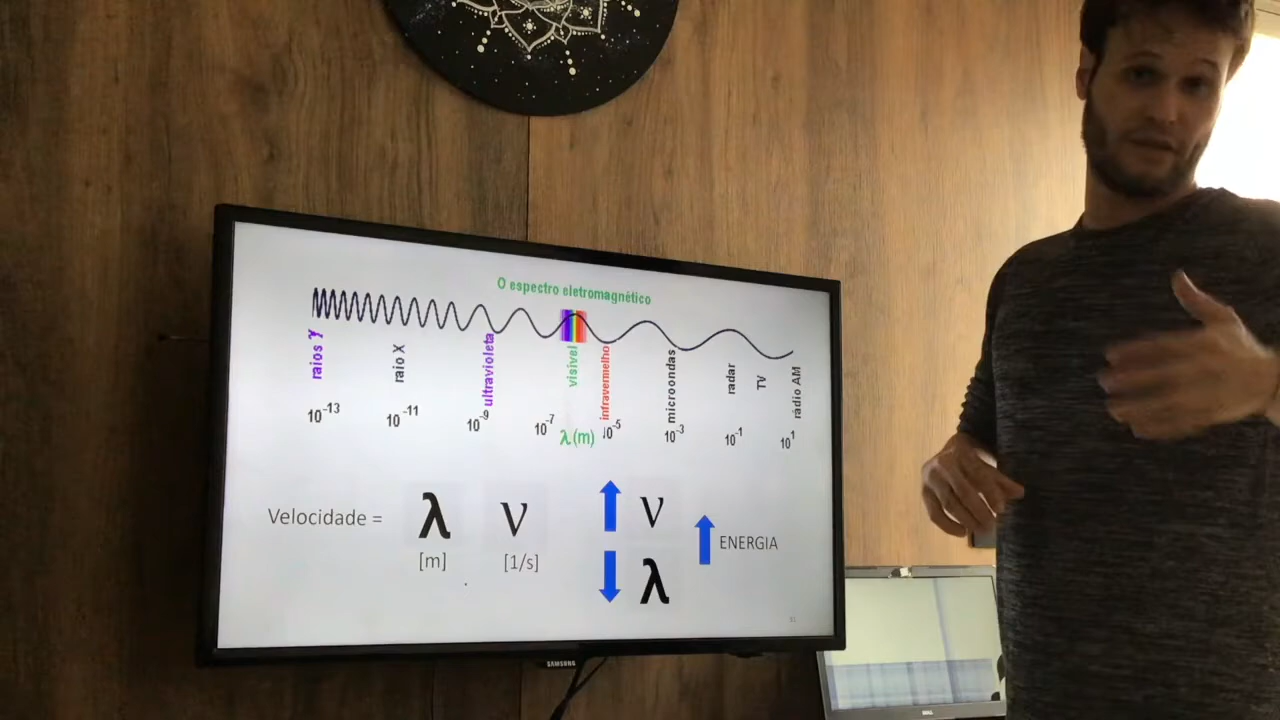 O espectro eletromagnético
raios γ
raio X
ultravioleta
visível
infravermelho
microondas
radar
TV
rádio AM
10⁻¹³
10⁻¹¹
10⁻⁹
10⁻⁷
λ(m)
10⁻⁵
10⁻³
10⁻¹
10¹
Velocidade = λ ν
[m] [1/s]
ν
λ
ENERGIA
SAMSUNG
DELL